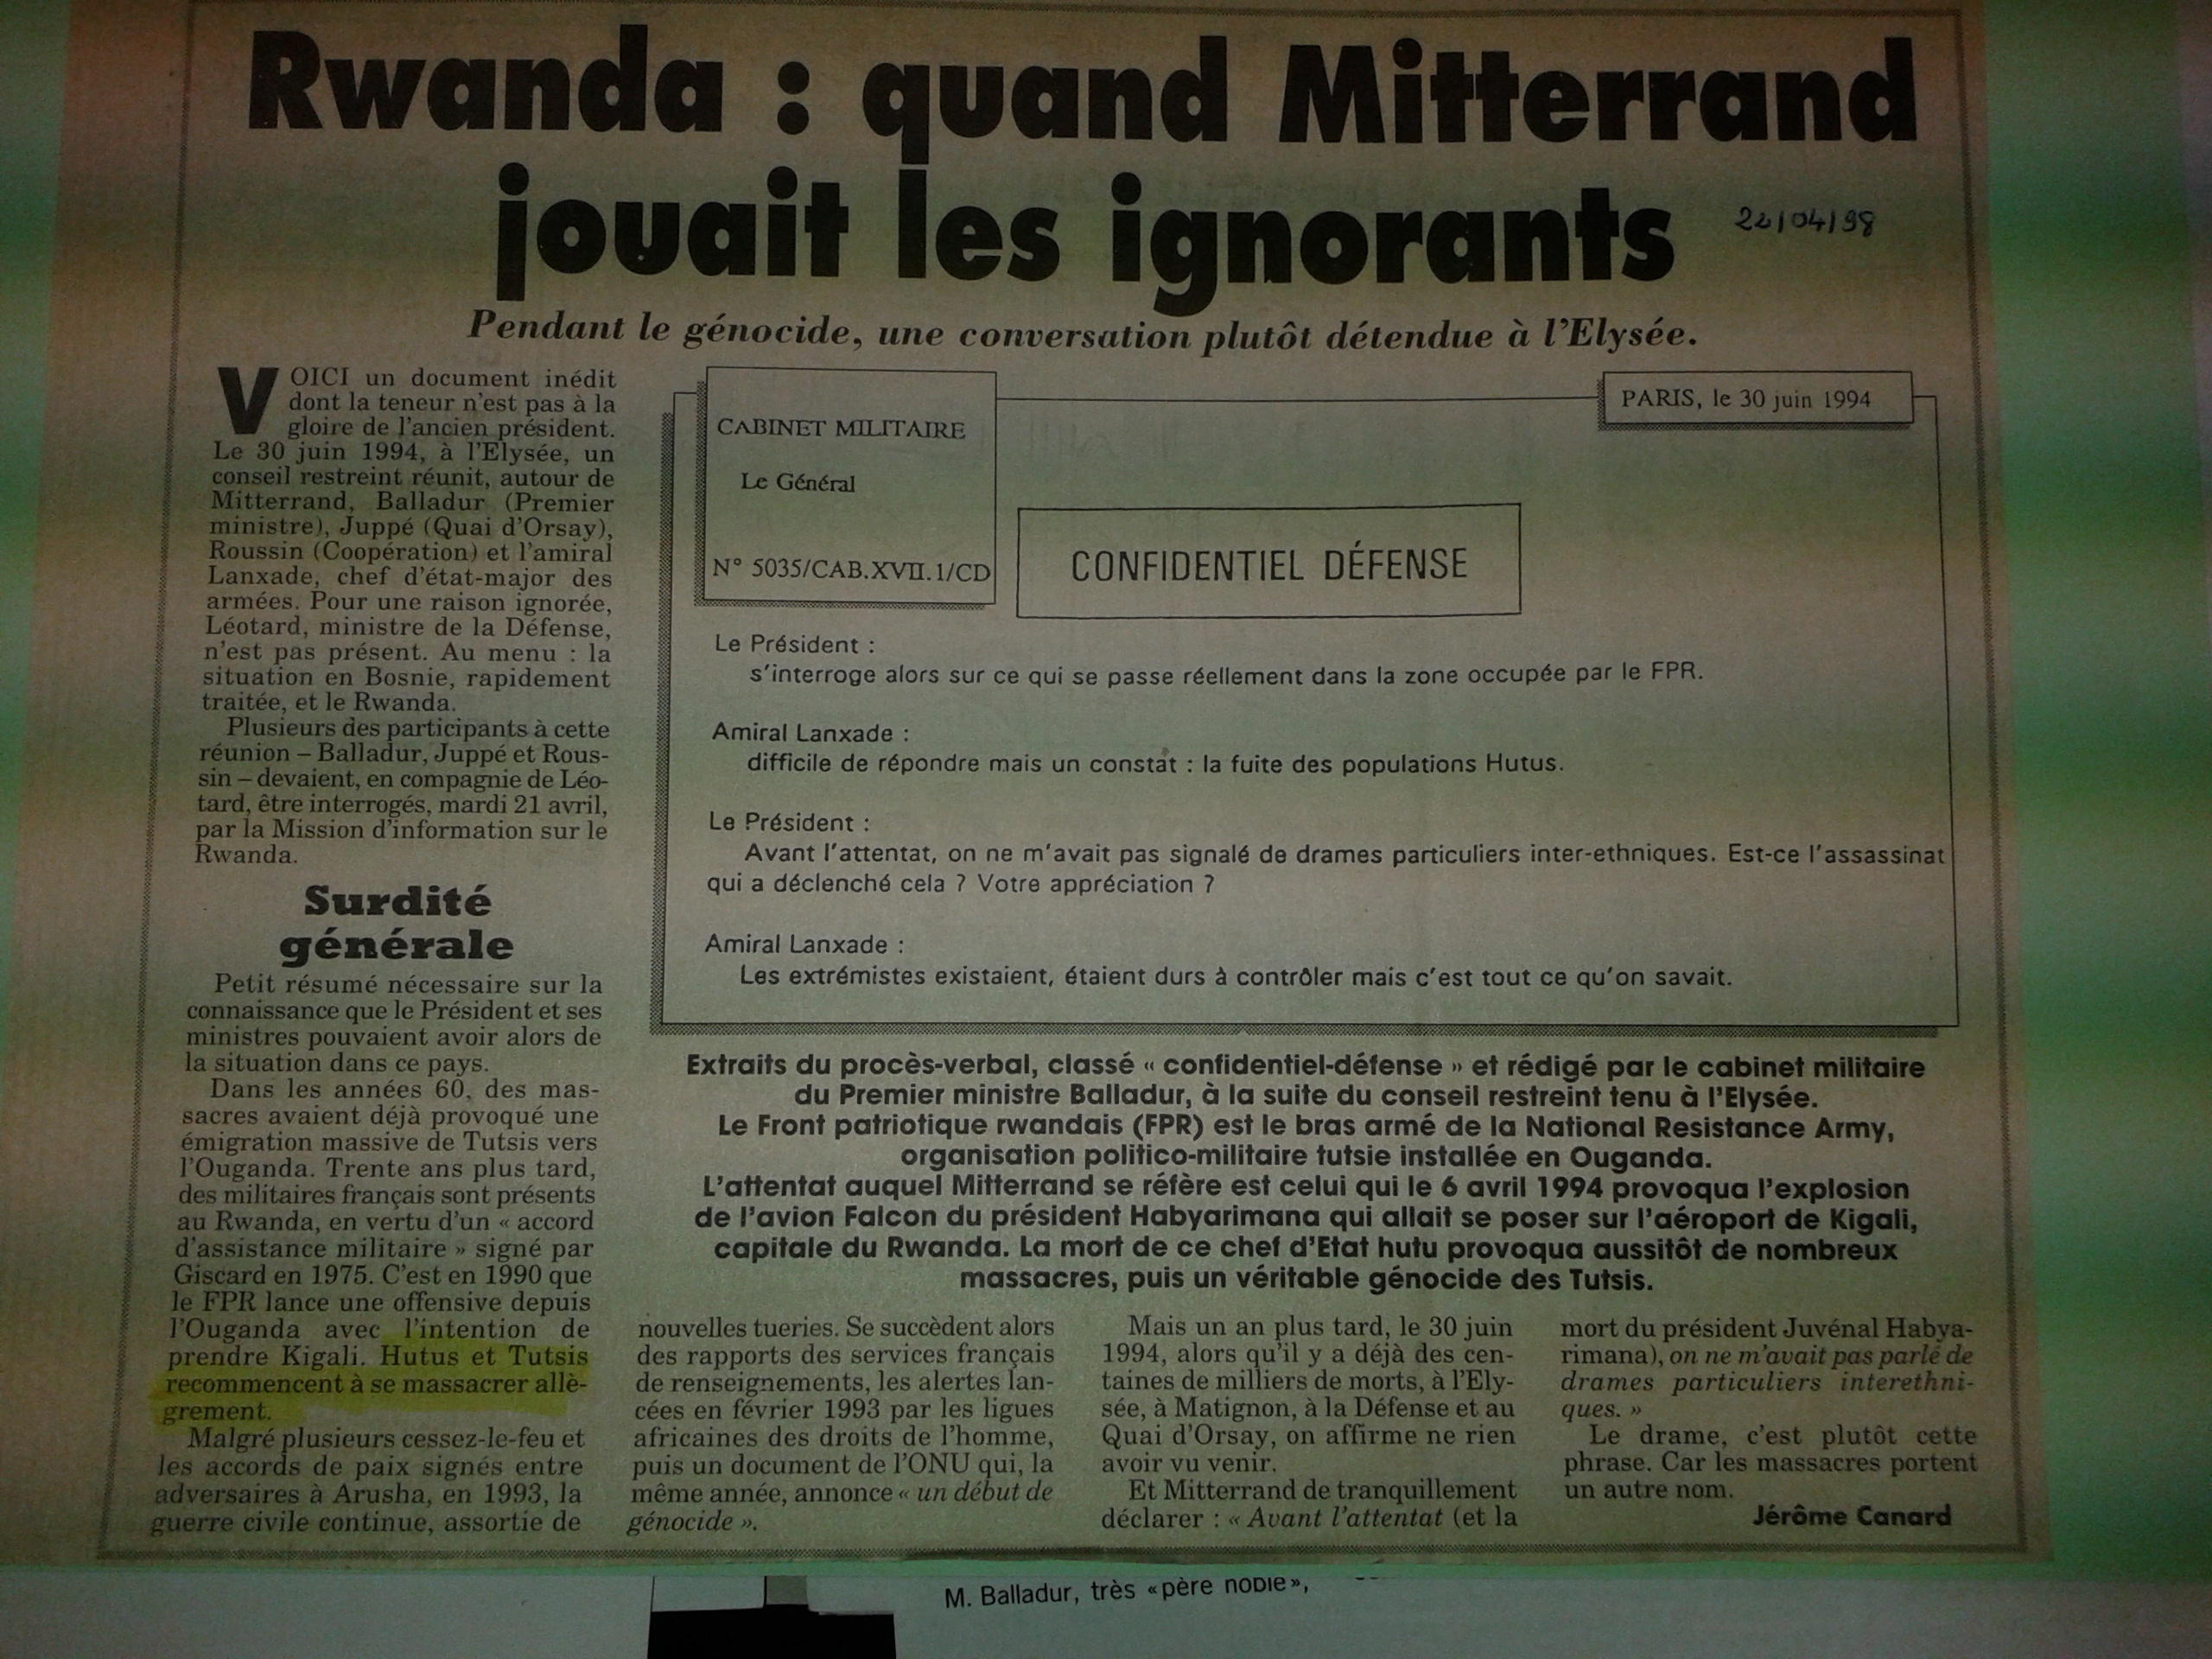 Rwanda : quand Mitterrand
jouait les ignorants
22/04/98
Pendant le génocide, une conversation plutôt détendue à l'Elysée.
VOICI un document inédit
dont la teneur n'est pas à la
gloire de l'ancien président.
Le 30 juin 1994, à l'Elysée, un
conseil restreint réunit, autour de
Mitterrand, Balladur (Premier
ministre), Juppé (Quai d'Orsay),
Roussin (Coopération) et l'amiral
Lanxade, chef d'état-major des
armées. Pour une raison ignorée,
Léotard, ministre de la Défense,
n'est pas présent. Au menu : la
situation en Bosnie, rapidement
traitée, et le Rwanda.
Plusieurs des participants à cette
réunion – Balladur, Juppé et Rous-
sin – devaient, en compagnie de Léo-
tard, être interrogés, mardi 21 avril,
par la Mission d'information sur le
Rwanda.
Surdité
générale
Petit résumé nécessaire sur la
connaissance que le Président et ses
ministres pouvaient avoir alors de
la situation dans ce pays.
Dans les années 60, des mas-
sacres avaient déjà provoqué une
émigration massive de Tutsis vers
l'Ouganda. Trente ans plus tard,
des militaires français sont présents
au Rwanda, en vertu d'un « accord
d'assistance militaire » signé par
Giscard en 1975. C'est en 1990 que
le FPR lance une offensive depuis
l'Ouganda avec l'intention de
prendre Kigali. Hutus et Tutsis
recommencent à se massacrer allè-
grement.
Malgré plusieurs cessez-le-feu et
les accords de paix signés entre
adversaires à Arusha, en 1993, la
guerre civile continue, assortie de
CABINET MILITAIRE
Le Général
N° 5035/CAB.XVII.1/CD
PARIS, le 30 juin 1994
CONFIDENTIEL DÉFENSE
Le Président :
s'interroge alors sur ce qui se passe réellement dans la zone occupée par le FPR.
Amiral Lanxade :
difficile de répondre mais un constat : la fuite des populations Hutus.
Le Président :
Avant l'attentat, on ne m'avait pas signalé de drames particuliers inter-ethniques. Est-ce l'assassinat
qui a déclenché cela ? Votre appréciation ?
Amiral Lanxade :
Les extrémistes existaient, étaient durs à contrôler mais c'est tout ce qu'on savait.
Extraits du procès-verbal, classé « confidentiel-défense » et rédigé par le cabinet militaire
du Premier ministre Balladur, à la suite du conseil restreint tenu à l'Elysée.
Le Front patriotique rwandais (FPR) est le bras armé de la National Resistance Army,
organisation politico-militaire tutsie installée en Ouganda.
L'attentat auquel Mitterrand se réfère est celui qui le 6 avril 1994 provoqua l'explosion
de l'avion Falcon du président Habyarimana qui allait se poser sur l'aéroport de Kigali,
capitale du Rwanda. La mort de ce chef d'Etat hutu provoqua aussitôt de nombreux
massacres, puis un véritable génocide des Tutsis.
nouvelles tueries. Se succèdent alors
des rapports des services français
de renseignements, les alertes lan-
cées en février 1993 par les ligues
africaines des droits de l'homme,
puis un document de l'ONU qui, la
même année, annonce « un début de
génocide ».
Mais un an plus tard, le 30 juin
1994, alors qu'il y a déjà des cen-
taines de milliers de morts, à l'Ely-
sée, à Matignon, à la Défense et au
Quai d'Orsay, on affirme ne rien
avoir vu venir.
Et Mitterrand de tranquillement
déclarer : « Avant l'attentat (et la
mort du président Juvénal Habya-
rimana), on ne m'avait pas parlé de
drames particuliers interethni-
ques. »
Le drame, c'est plutôt cette
phrase. Car les massacres portent
un autre nom.
Jérôme Canard
M. Balladur, très «père noble»,